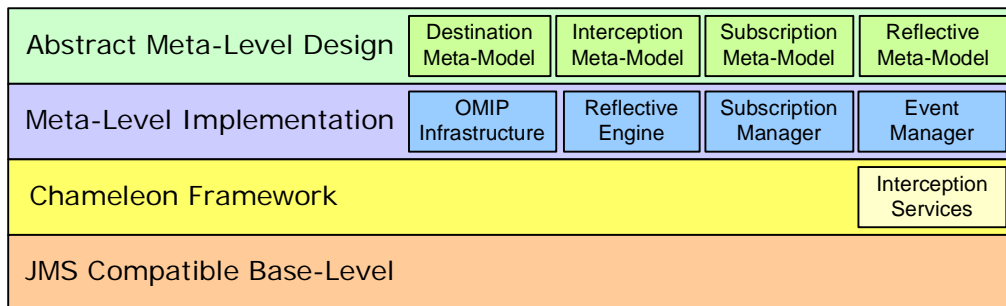 Abstract Meta-Level Design
Destination
Meta-Model
Interception
Meta-Model
Subscription
Meta-Model
Reflective
Meta-Model
Meta-Level Implementation
OMIP
Infrastructure
Reflective
Engine
Subscription
Manager
Event
Manager
Chameleon Framework
Interception
Services
JMS Compatible Base-Level